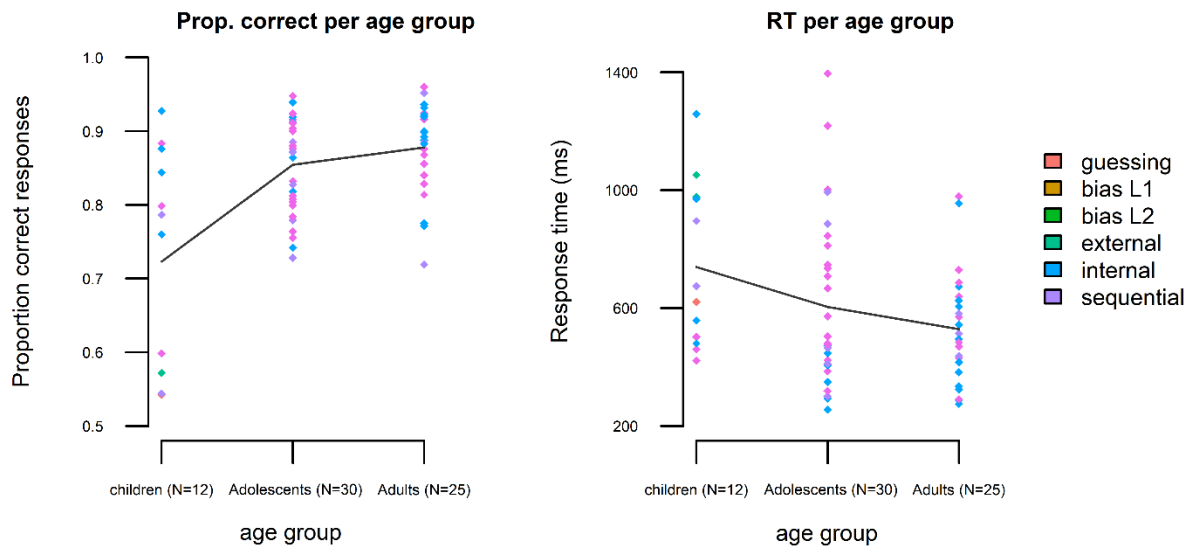 Prop. correct per age group
Proportion correct responses
1.0
0.9
0.8
0.7
0.6
0.5
children (N=12)
Adolescents (N=30)
Adults (N=25)
age group
RT per age group
Response time (ms)
1400
1000
600
200
children (N=12)
Adolescents (N=30)
Adults (N=25)
age group
guessing
bias L1
bias L2
external
internal
sequential